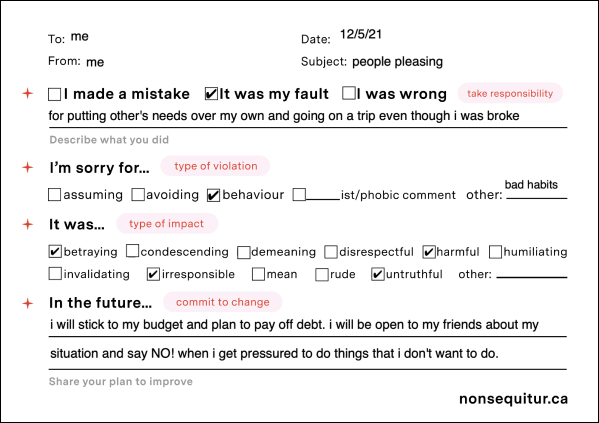 To: me Date: 12/5/21
From: me Subject: people pleasing
I made a mistake It was my fault I was wrong take responsibility
for putting other's needs over my own and going on a trip even though i was broke
Describe what you did
I'm sorry for... type of violation
assuming avoiding behaviour ____ist/phobic comment other: bad habits
It was... type of impact
betraying condescending demeaning disrespectful harmful humiliating
invalidating irresponsible mean rude untruthful other:
In the future... commit to change
i will stick to my budget and plan to pay off debt. i will be open to my friends about my
situation and say NO! when i get pressured to do things that i don't want to do.
Share your plan to improve
nonsequitur.ca